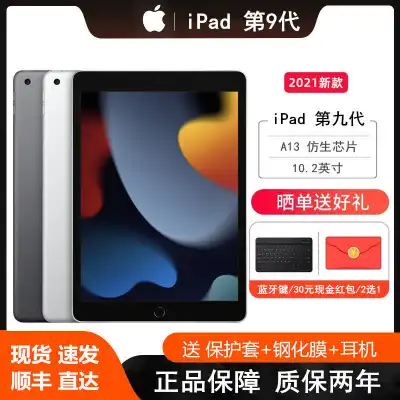 iPad 第9代
2021新款
iPad 第九代
A13 仿生芯片
10.2英寸
晒单送好礼
蓝牙键/30元现金红包/2选1
现货 速发
顺丰 直达
送 保护套+钢化膜+耳机
正品保障 质保两年